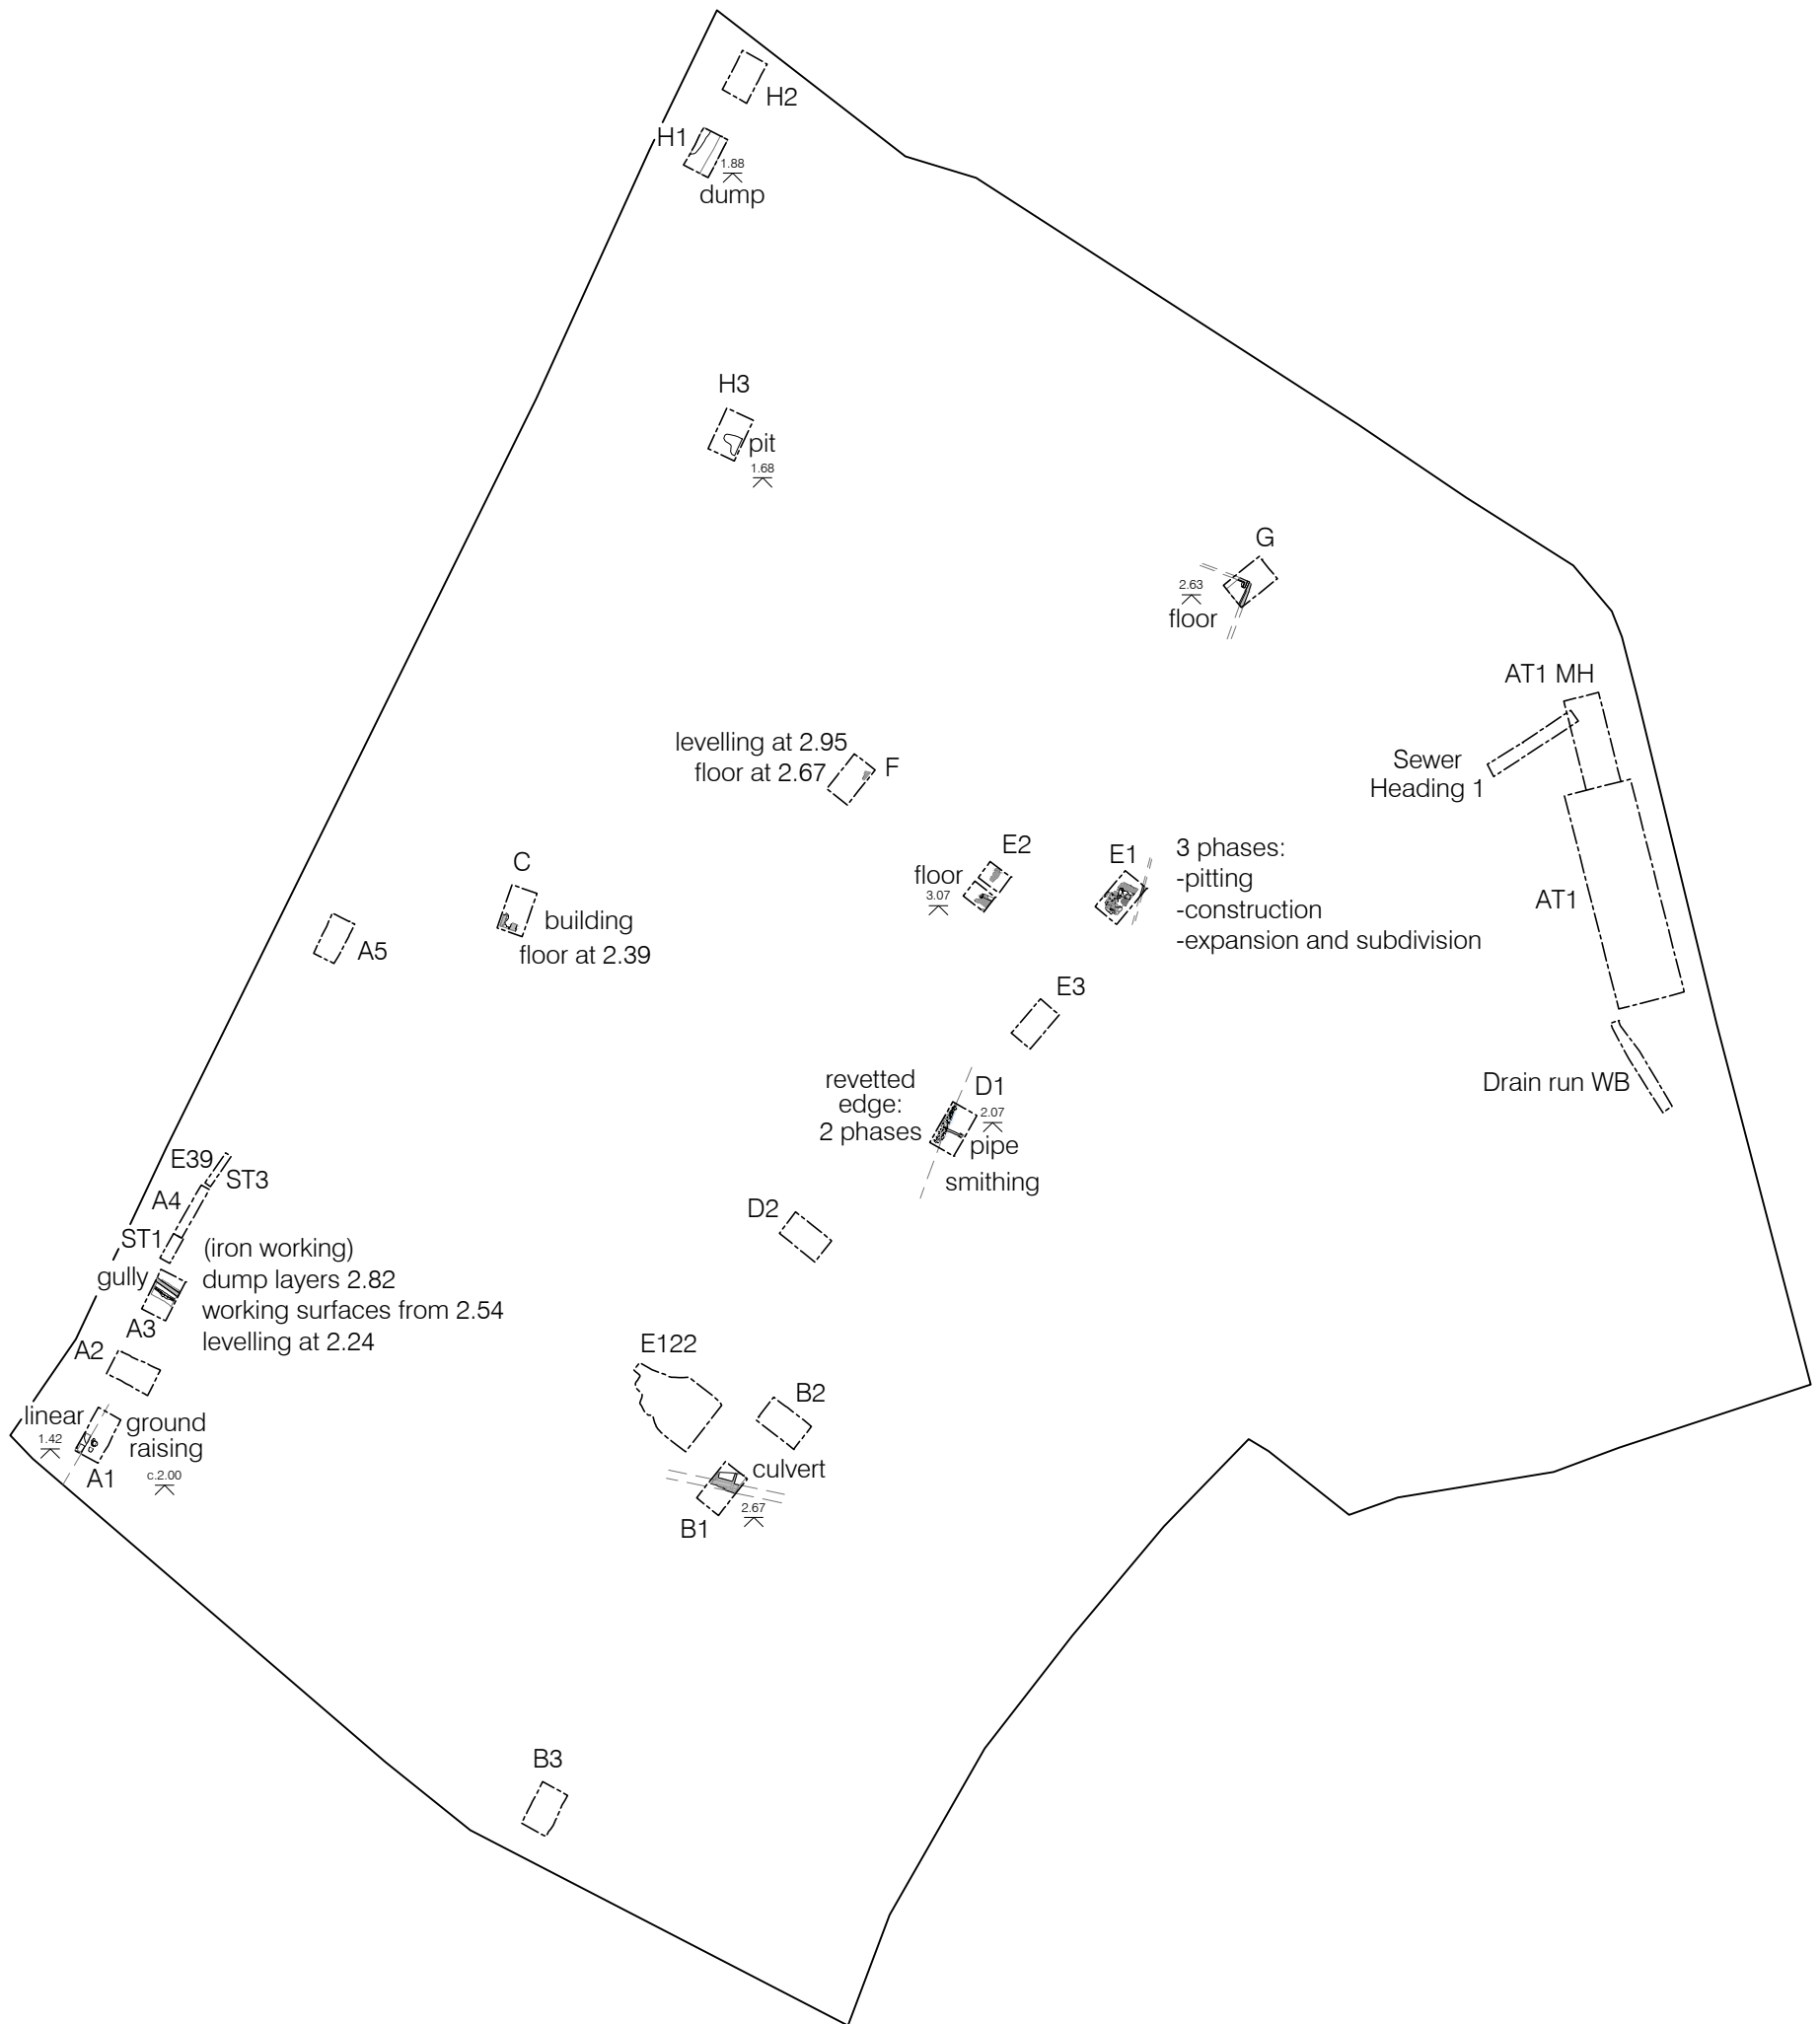 H2
H1
1.88
dump
H3
pit
1.68
G
2.63
floor
AT1 MH
Sewer
Heading 1
AT1
Drain run WB
levelling at 2.95
floor at 2.67
F
E2
floor
3.07
E1
3 phases:
-pitting
-construction
-expansion and subdivision
C
building
floor at 2.39
A5
E3
revetted
edge:
2 phases
D1
2.07
pipe
smithing
D2
E39
ST3
A4
ST1
gully
(iron working)
dump layers 2.82
working surfaces from 2.54
levelling at 2.24
A3
A2
linear
1.42
ground
raising
c.2.00
A1
E122
B2
culvert
2.67
B1
B3